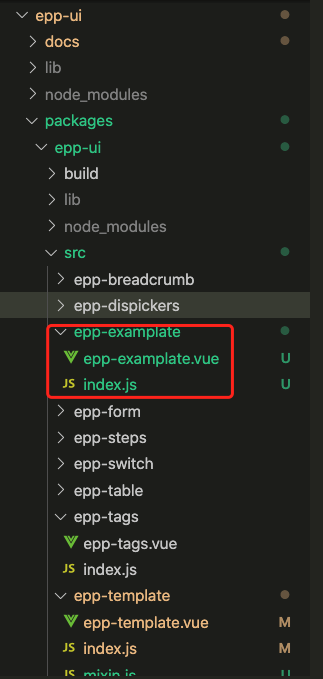 epp-ui
docs
lib
node_modules
packages
epp-ui
build
lib
node_modules
src
epp-breadcrumb
epp-dispickers
epp-examplate
epp-examplate.vue U
JS index.js U
epp-form
epp-steps
epp-switch
epp-table
epp-tags
epp-tags.vue
JS index.js
epp-template
epp-template.vue M
JS index.js M
JS mixin.js M